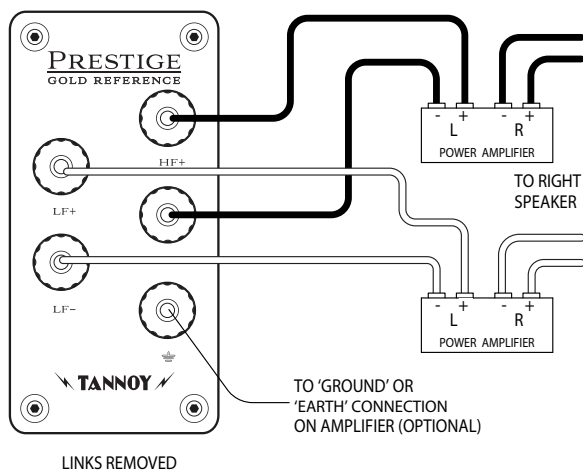 PRESTIGE
GOLD REFERENCE
HF+
LF+
LF-
TANNOY
LINKS REMOVED
- + - +
L R
POWER AMPLIFIER
TO RIGHT
SPEAKER
- + - +
L R
POWER AMPLIFIER
TO ‘GROUND’ OR
‘EARTH’ CONNECTION
ON AMPLIFIER (OPTIONAL)